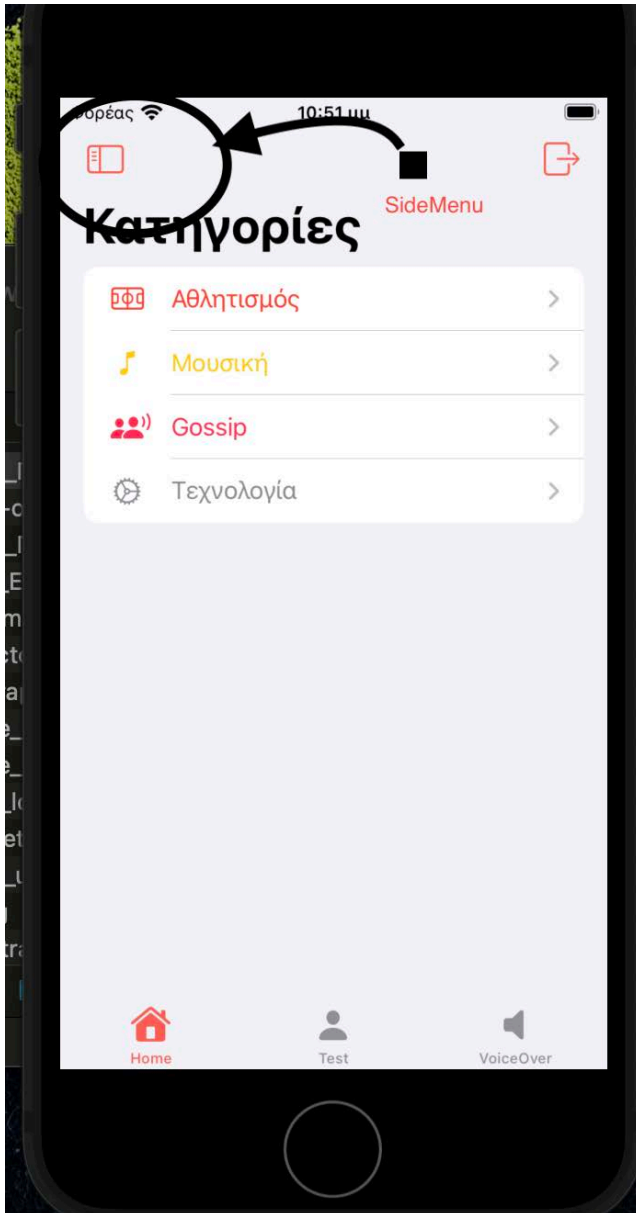 10:51 μμ
SideMenu
Κατηγορίες
Αθλητισμός
Μουσική
Gossip
Τεχνολογία
Home
Test
VoiceOver